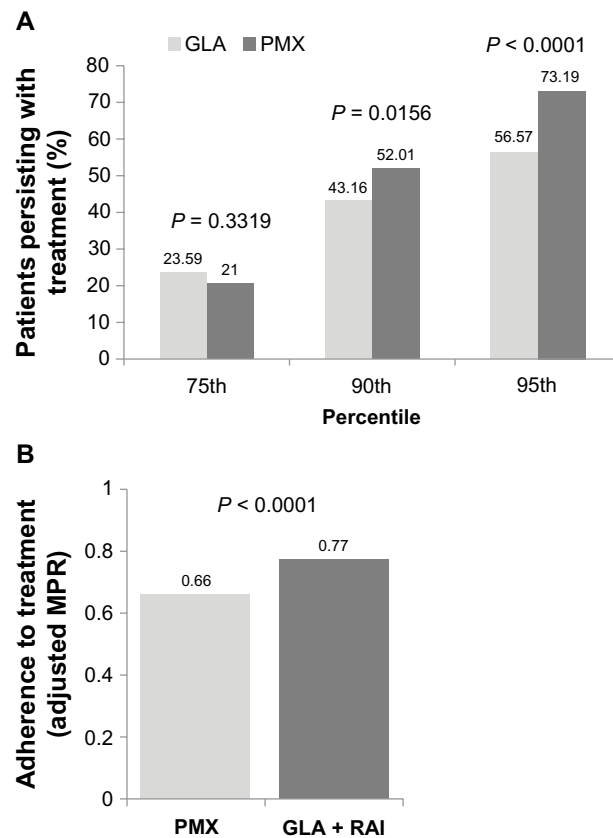 A
GLA PMX
Patients persisting with
treatment (%)
80
70
60
50
40
30
20
10
0
P = 0.3319
23.59
21
P = 0.0156
43.16
52.01
P < 0.0001
56.57
73.19
75th 90th 95th
Percentile
B
Adherence to treatment
(adjusted MPR)
1
0.8
0.6
0.4
0.2
0
P < 0.0001
0.66
0.77
PMX GLA + RAI